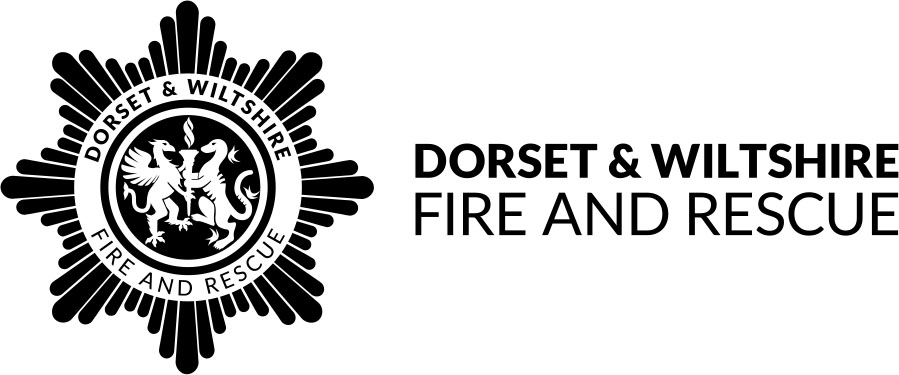 DORSET & WILTSHIRE
FIRE AND RESCUE
DORSET & WILTSHIRE
FIRE AND RESCUE